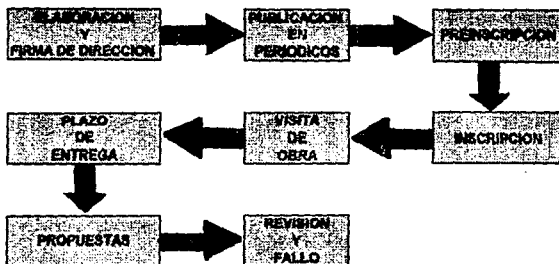 ELABORACION
Y
FIRMA DE DIRECCION
PUBLICACION
EN
PERIODICOS
PREINSCRIPCION
INSCRIPCION
VISITA
DE
OBRA
PLAZO
DE
ENTREGA
PROPUESTAS
REVISION
Y
FALLO